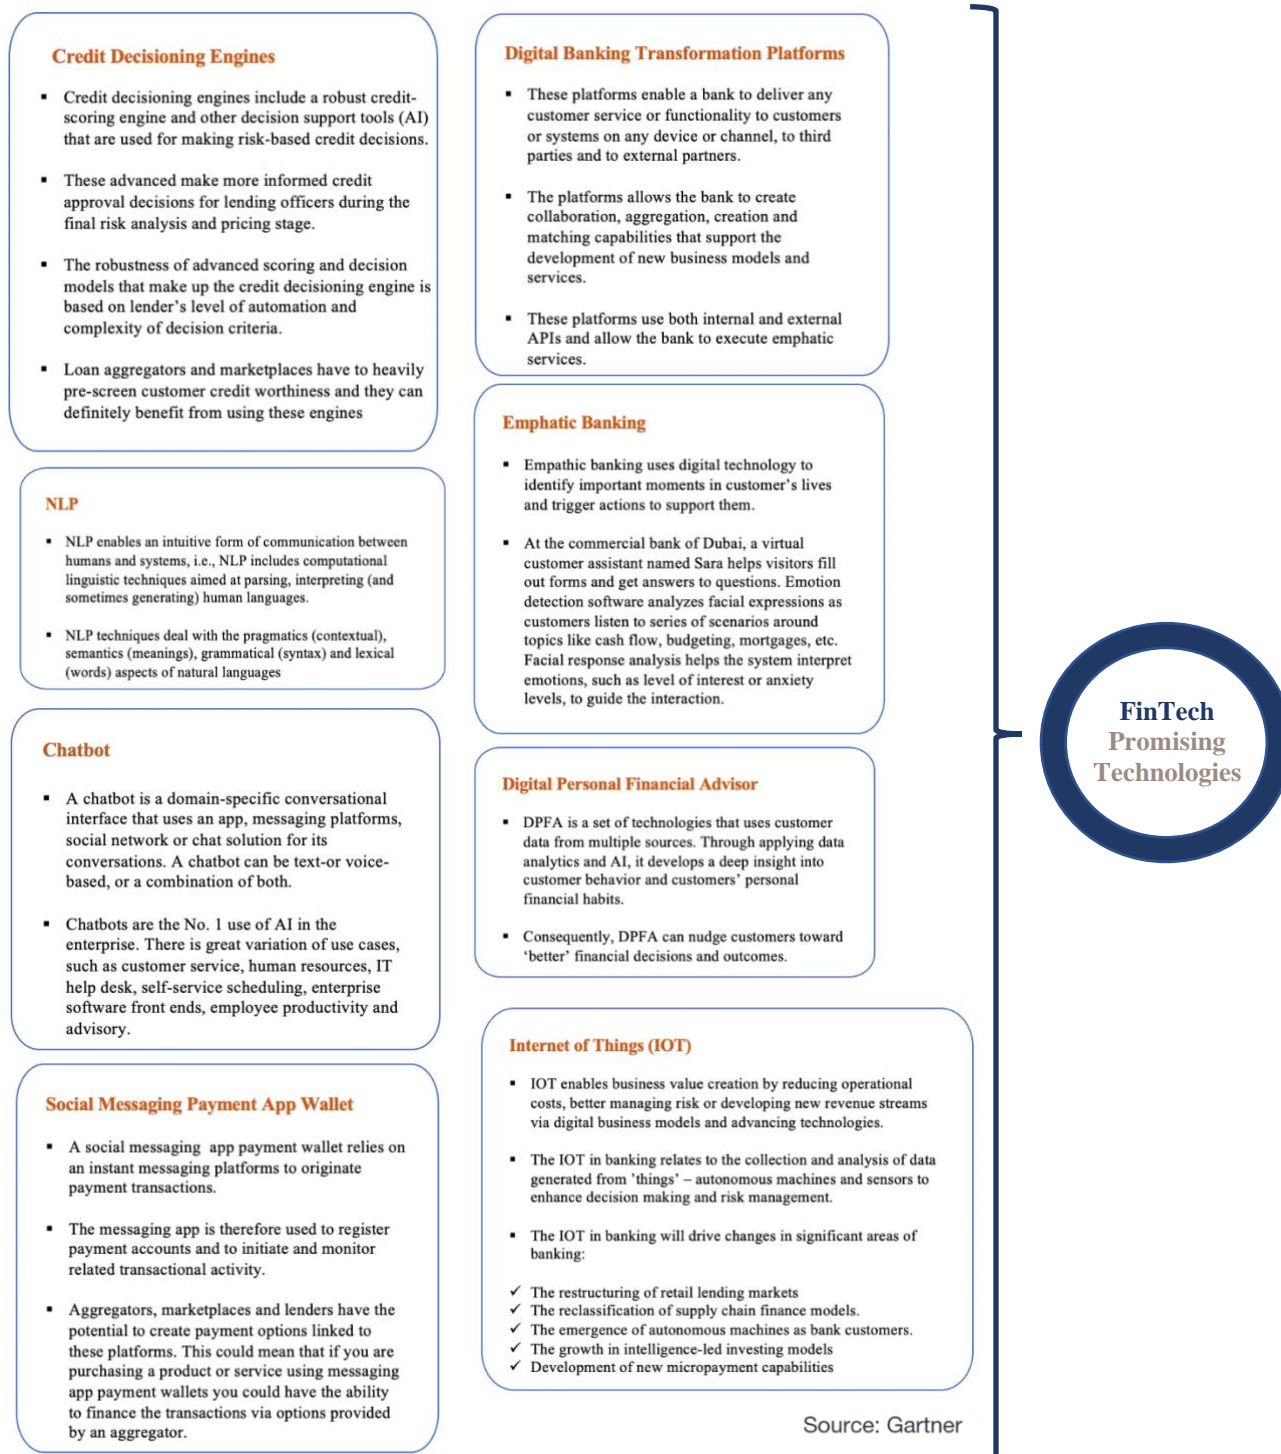 Credit Decisioning Engines
▪ Credit decisioning engines include a robust credit-
scoring engine and other decision support tools (AI)
that are used for making risk-based credit decisions.
▪ These advanced make more informed credit
approval decisions for lending officers during the
final risk analysis and pricing stage.
▪ The robustness of advanced scoring and decision
models that make up the credit decisioning engine is
based on lender's level of automation and
complexity of decision criteria.
▪ Loan aggregators and marketplaces have to heavily
pre-screen customer credit worthiness and they can
definitely benefit from using these engines
NLP
▪ NLP enables an intuitive form of communication between
humans and systems, i.e., NLP includes computational
linguistic techniques aimed at parsing, interpreting (and
sometimes generating) human languages.
▪ NLP techniques deal with the pragmatics (contextual),
semantics (meanings), grammatical (syntax) and lexical
(words) aspects of natural languages
Chatbot
▪ A chatbot is a domain-specific conversational
interface that uses an app, messaging platforms,
social network or chat solution for its
conversations. A chatbot can be text-or voice-
based, or a combination of both.
▪ Chatbots are the No. 1 use of AI in the
enterprise. There is great variation of use cases,
such as customer service, human resources, IT
help desk, self-service scheduling, enterprise
software front ends, employee productivity and
advisory.
Social Messaging Payment App Wallet
▪ A social messaging app payment wallet relies on
an instant messaging platforms to originate
payment transactions.
▪ The messaging app is therefore used to register
payment accounts and to initiate and monitor
related transactional activity.
▪ Aggregators, marketplaces and lenders have the
potential to create payment options linked to
these platforms. This could mean that if you are
purchasing a product or service using messaging
app payment wallets you could have the ability
to finance the transactions via options provided
by an aggregator.
Digital Banking Transformation Platforms
▪ These platforms enable a bank to deliver any
customer service or functionality to customers
or systems on any device or channel, to third
parties and to external partners.
▪ The platforms allows the bank to create
collaboration, aggregation, creation and
matching capabilities that support the
development of new business models and
services.
▪ These platforms use both internal and external
APIs and allow the bank to execute emphatic
services.
Emphatic Banking
▪ Empathic banking uses digital technology to
identify important moments in customer's lives
and trigger actions to support them.
▪ At the commercial bank of Dubai, a virtual
customer assistant named Sara helps visitors fill
out forms and get answers to questions. Emotion
detection software analyzes facial expressions as
customers listen to series of scenarios around
topics like cash flow, budgeting, mortgages, etc.
Facial response analysis helps the system interpret
emotions, such as level of interest or anxiety
levels, to guide the interaction.
Digital Personal Financial Advisor
▪ DPFA is a set of technologies that uses customer
data from multiple sources. Through applying data
analytics and AI, it develops a deep insight into
customer behavior and customers' personal
financial habits.
▪ Consequently, DPFA can nudge customers toward
'better' financial decisions and outcomes.
Internet of Things (IOT)
▪ IOT enables business value creation by reducing operational
costs, better managing risk or developing new revenue streams
via digital business models and advancing technologies.
▪ The IOT in banking relates to the collection and analysis of data
generated from 'things' – autonomous machines and sensors to
enhance decision making and risk management.
▪ The IOT in banking will drive changes in significant areas of
banking:
✓ The restructuring of retail lending markets
✓ The reclassification of supply chain finance models.
✓ The emergence of autonomous machines as bank customers.
✓ The growth in intelligence-led investing models
✓ Development of new micropayment capabilities
Source: Gartner
FinTech
Promising
Technologies